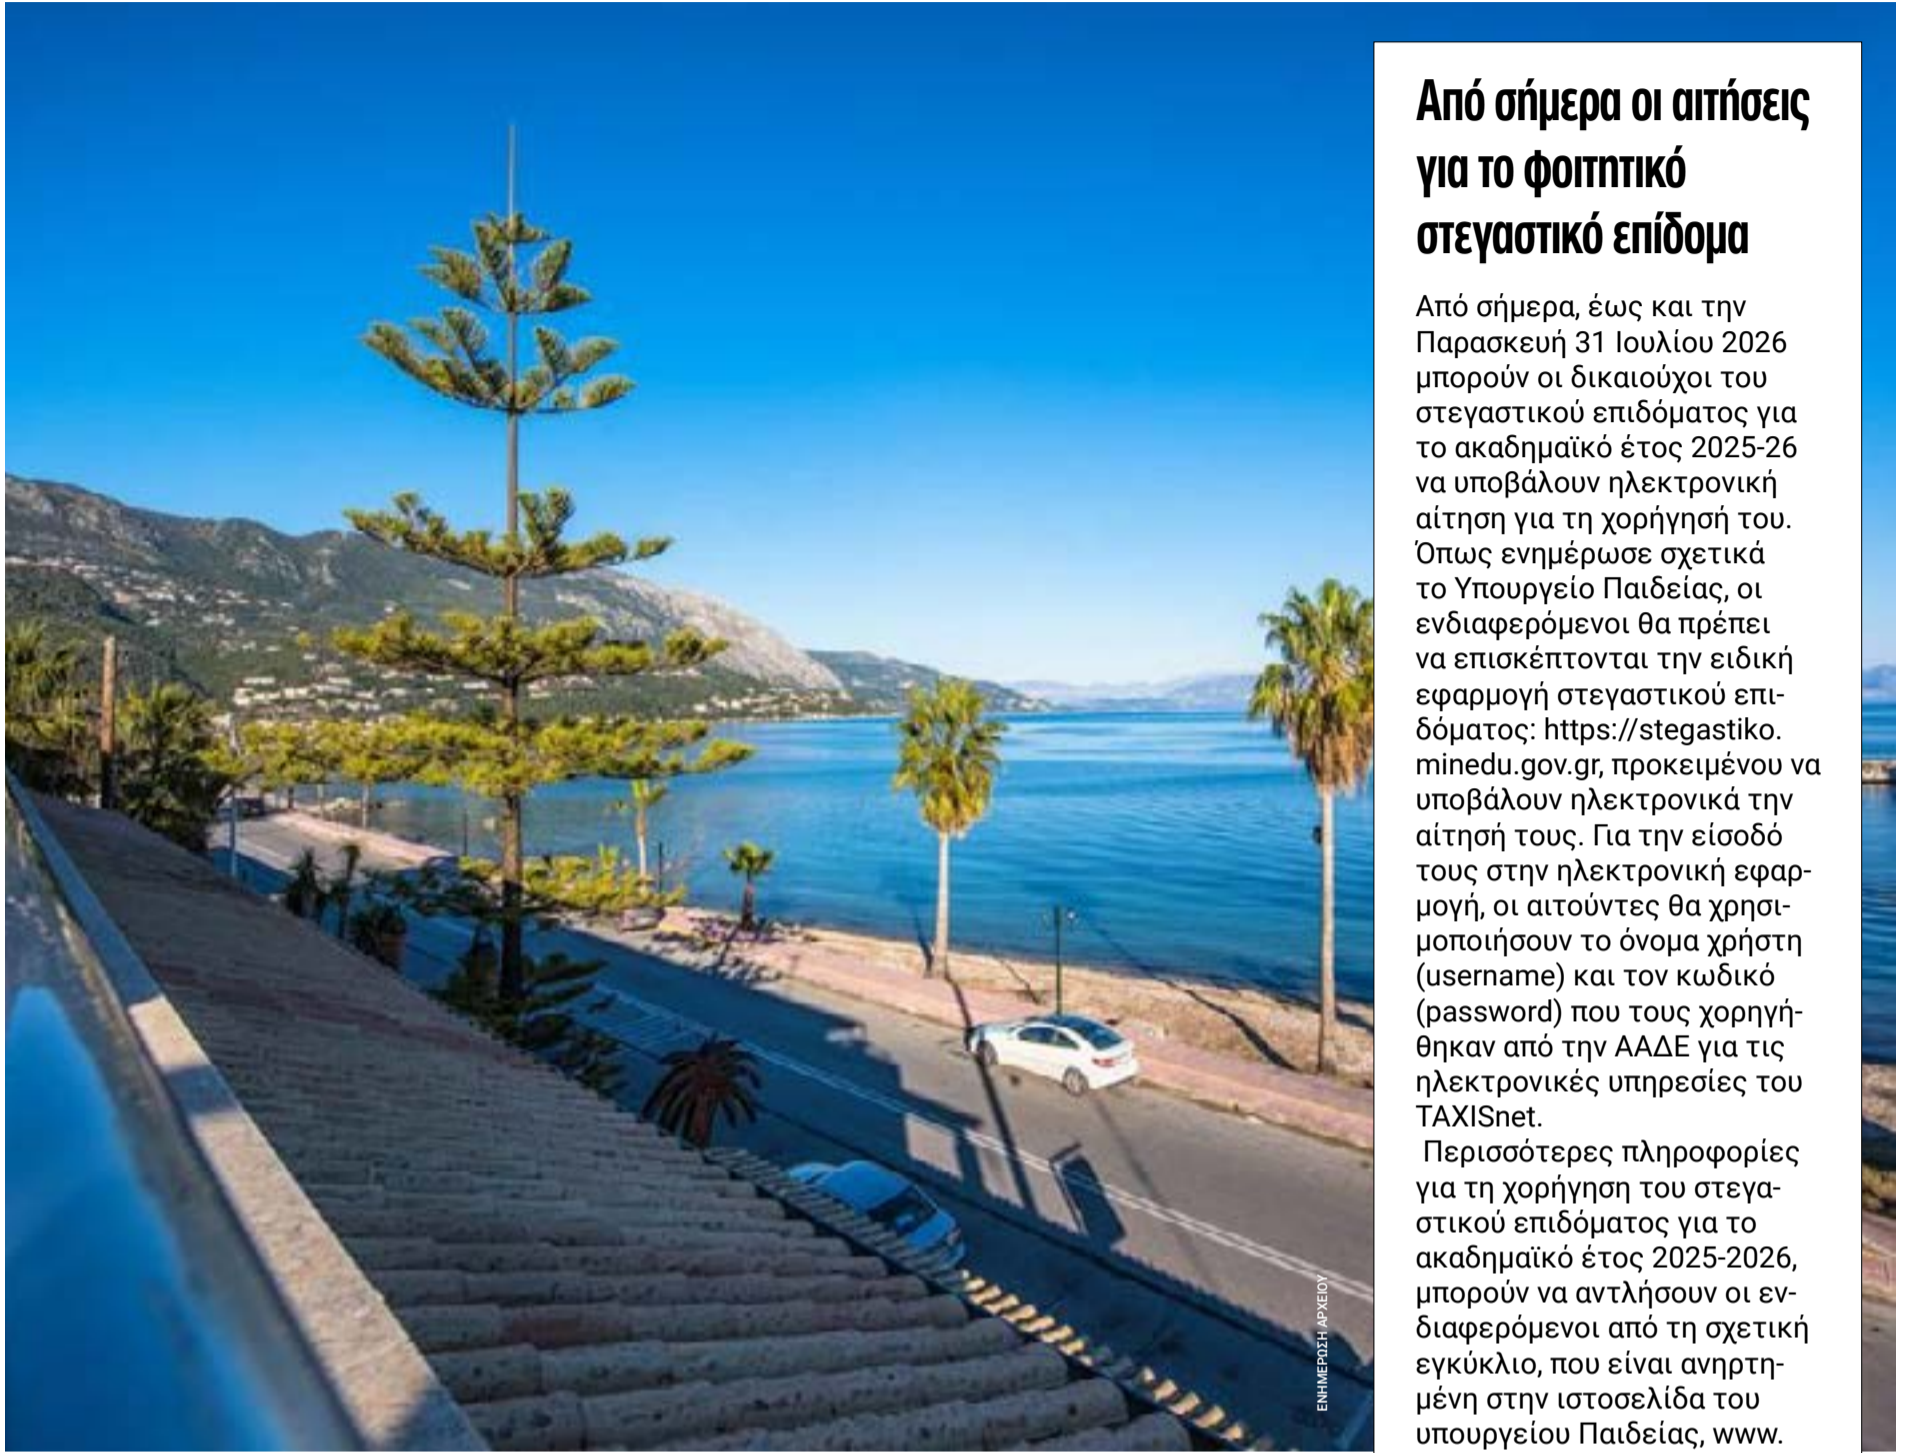 Από σήμερα οι αιτήσεις
για το φοιτητικό
στεγαστικό επίδομα
Από σήμερα, έως και την
Παρασκευή 31 Ιουλίου 2026
μπορούν οι δικαιούχοι του
στεγαστικού επιδόματος για
το ακαδημαϊκό έτος 2025-26
να υποβάλουν ηλεκτρονική
αίτηση για τη χορήγησή του.
Όπως ενημέρωσε σχετικά
το Υπουργείο Παιδείας, οι
ενδιαφερόμενοι θα πρέπει
να επισκέπτονται την ειδική
εφαρμογή στεγαστικού επι-
δόματος: https://stegastiko.
minedu.gov.gr, προκειμένου να
υποβάλουν ηλεκτρονικά την
αίτησή τους. Για την είσοδό
τους στην ηλεκτρονική εφαρ-
μογή, οι αιτούντες θα χρησι-
μοποιήσουν το όνομα χρήστη
(username) και τον κωδικό
(password) που τους χορηγή-
θηκαν από την ΑΑΔΕ για τις
ηλεκτρονικές υπηρεσίες του
TAXISnet.
Περισσότερες πληροφορίες
για τη χορήγηση του στεγα-
στικού επιδόματος για το
ακαδημαϊκό έτος 2025-2026,
μπορούν να αντλήσουν οι εν-
διαφερόμενοι από τη σχετική
εγκύκλιο, που είναι ανηρτη-
μένη στην ιστοσελίδα του
υπουργείου Παιδείας, www.
ΕΝΗΜΕΡΩΣΗ ΑΡΧΕΙΟΥ